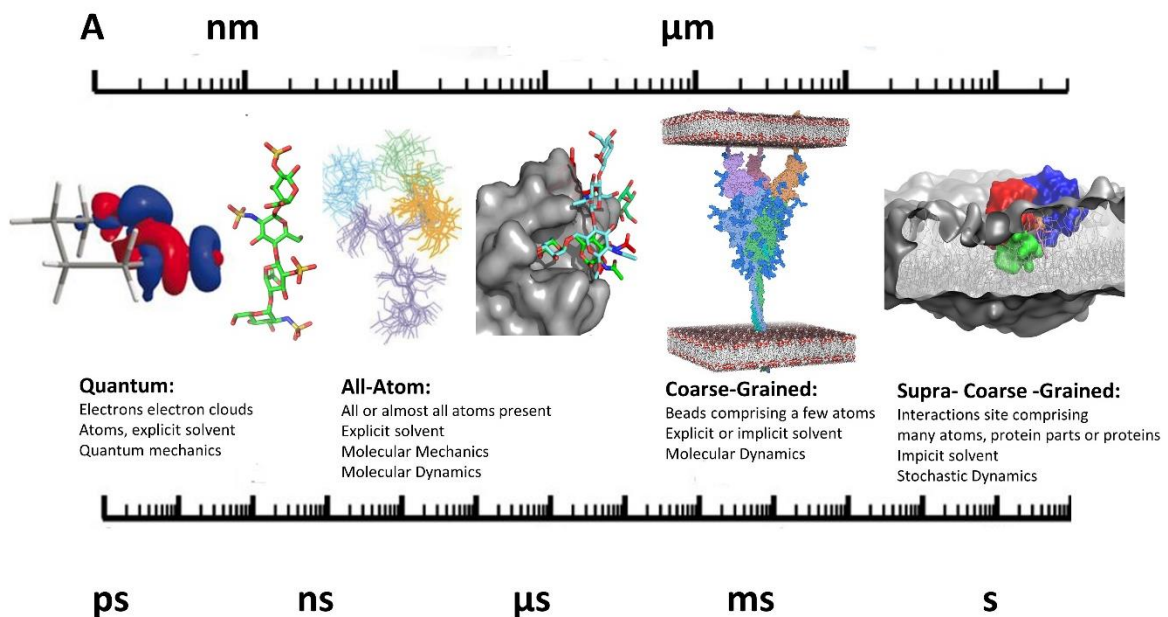 A nm μm
Quantum:
Electrons electron clouds
Atoms, explicit solvent
Quantum mechanics
All-Atom:
All or almost all atoms present
Explicit solvent
Molecular Mechanics
Molecular Dynamics
Coarse-Grained:
Beads comprising a few atoms
Explicit or implicit solvent
Molecular Dynamics
Supra- Coarse -Grained:
Interactions site comprising
many atoms, protein parts or proteins
Impicit solvent
Stochastic Dynamics
ps ns μs ms s